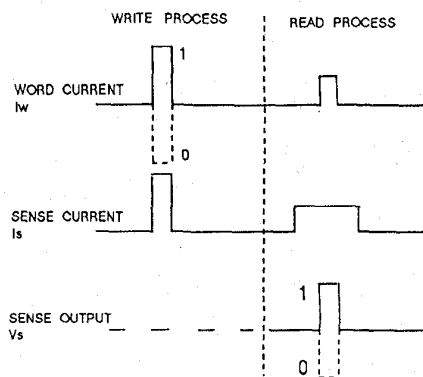 WRITE PROCESS
READ PROCESS
WORD CURRENT
Iw
1
0
SENSE CURRENT
Is
SENSE OUTPUT
Vs
1
0